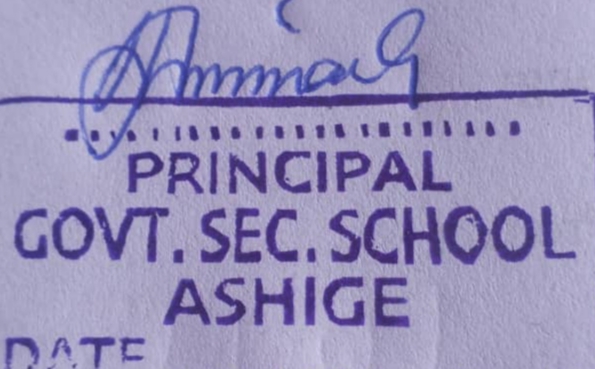 PRINCIPAL
GOVT. SEC. SCHOOL
ASHIGE
DATE